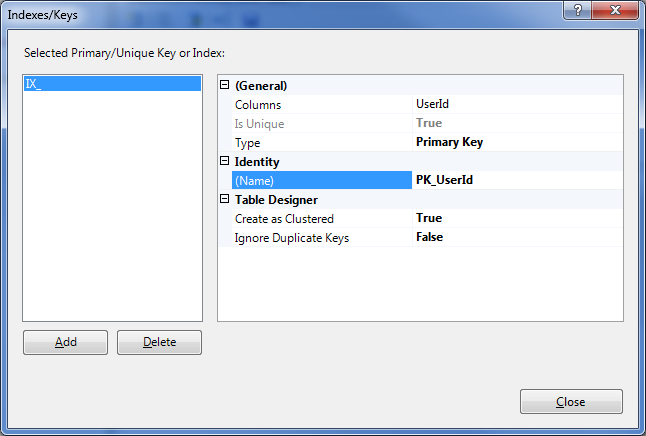 Indexes/Keys
Selected Primary/Unique Key or Index:
IX_
(General)
Columns UserId
Is Unique True
Type Primary Key
Identity
(Name) PK_UserId
Table Designer
Create as Clustered True
Ignore Duplicate Keys False
Add Delete
Close